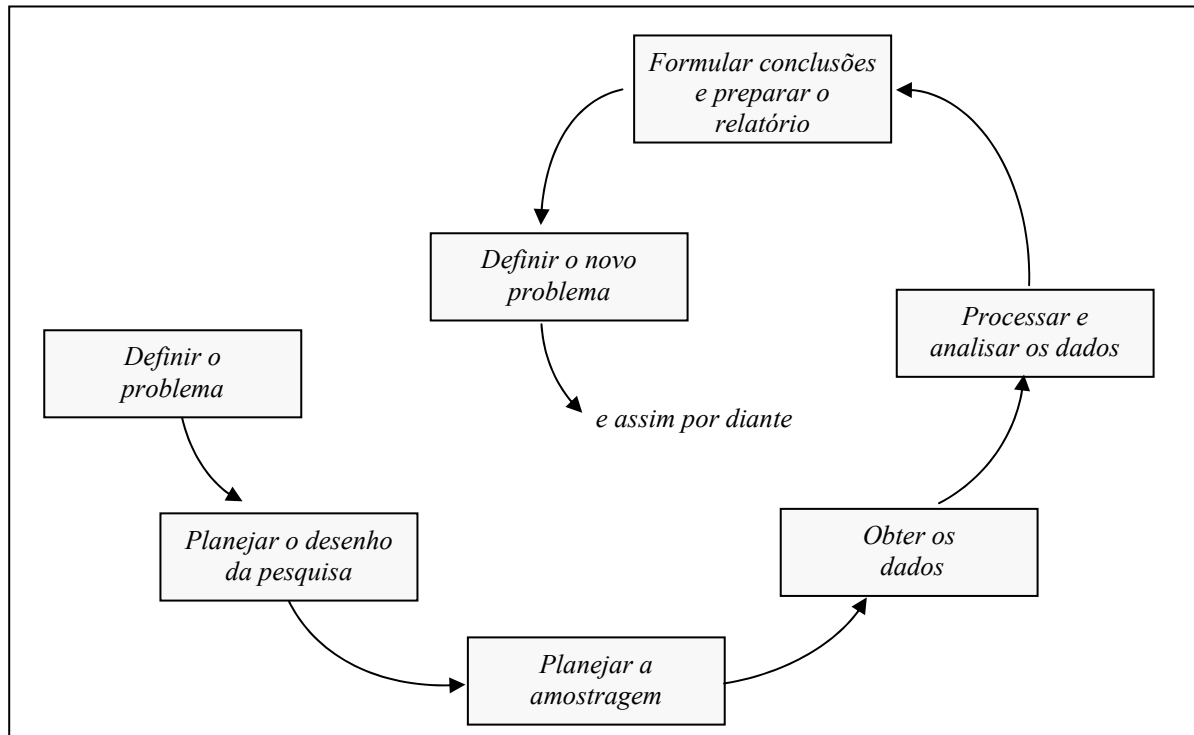 Formular conclusões
e preparar o
relatório
Definir o novo
problema
Processar e
analisar os dados
Definir o
problema
e assim por diante
Planejar o desenho
da pesquisa
Obter os
dados
Planejar a
amostragem